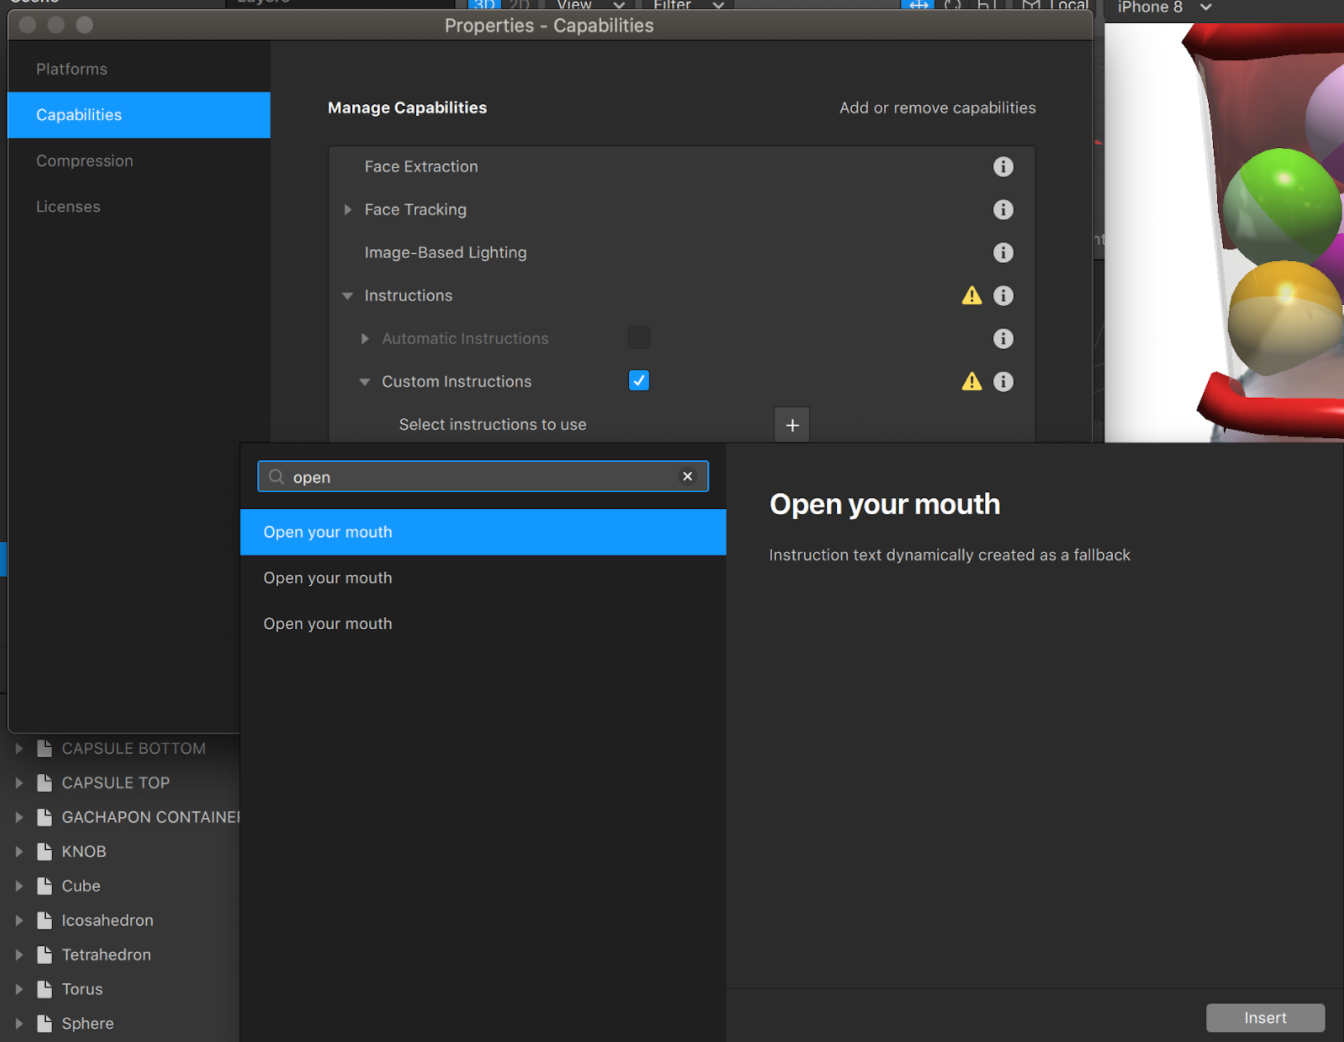 Scene
Layers
3D 2D View Filter Local iPhone 8
Properties - Capabilities
Platforms
Capabilities
Compression
Licenses
Manage Capabilities Add or remove capabilities
Face Extraction
Face Tracking
Image-Based Lighting
Instructions
Automatic Instructions
Custom Instructions
Select instructions to use
open
Open your mouth
Open your mouth
Open your mouth
Open your mouth
Instruction text dynamically created as a fallback
Insert
CAPSULE BOTTOM
CAPSULE TOP
GACHAPON CONTAINER
KNOB
Cube
Icosahedron
Tetrahedron
Torus
Sphere